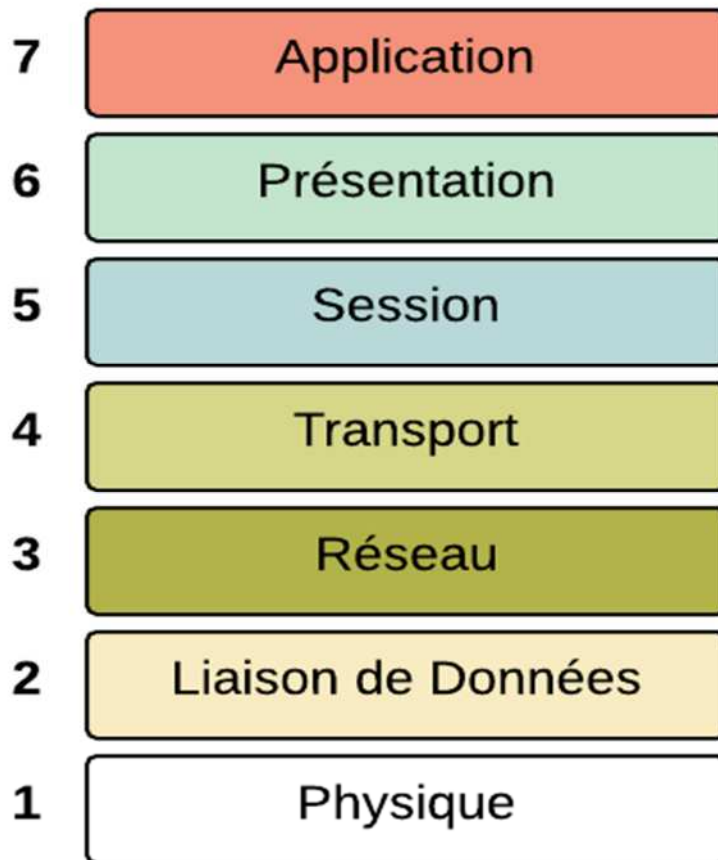 7 Application
6 Présentation
5 Session
4 Transport
3 Réseau
2 Liaison de Données
1 Physique